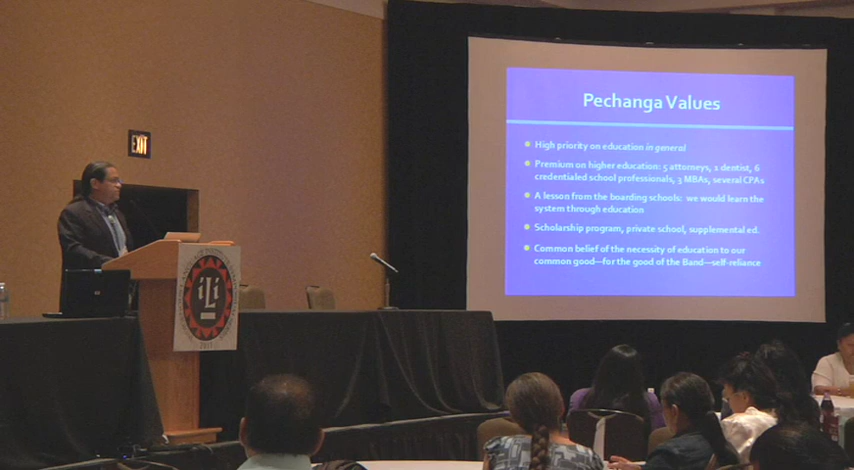 EXIT
Pechanga Values
High priority on education in general
Premium on higher education: 5 attorneys, 1 dentist, 6
credentialed school professionals, 3 MBAs, several CPAs
A lesson from the boarding schools: we would learn the
system through education
Scholarship program, private school, supplemental ed.
Common belief of the necessity of education to our
common good—for the good of the Band—self-reliance
iLi